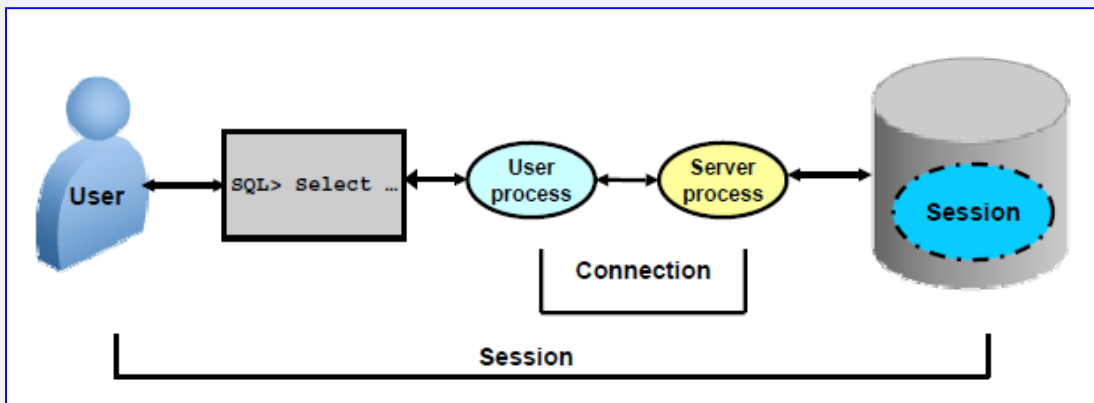 User
SQL> Select …
User
process
Server
process
Session
Connection
Session